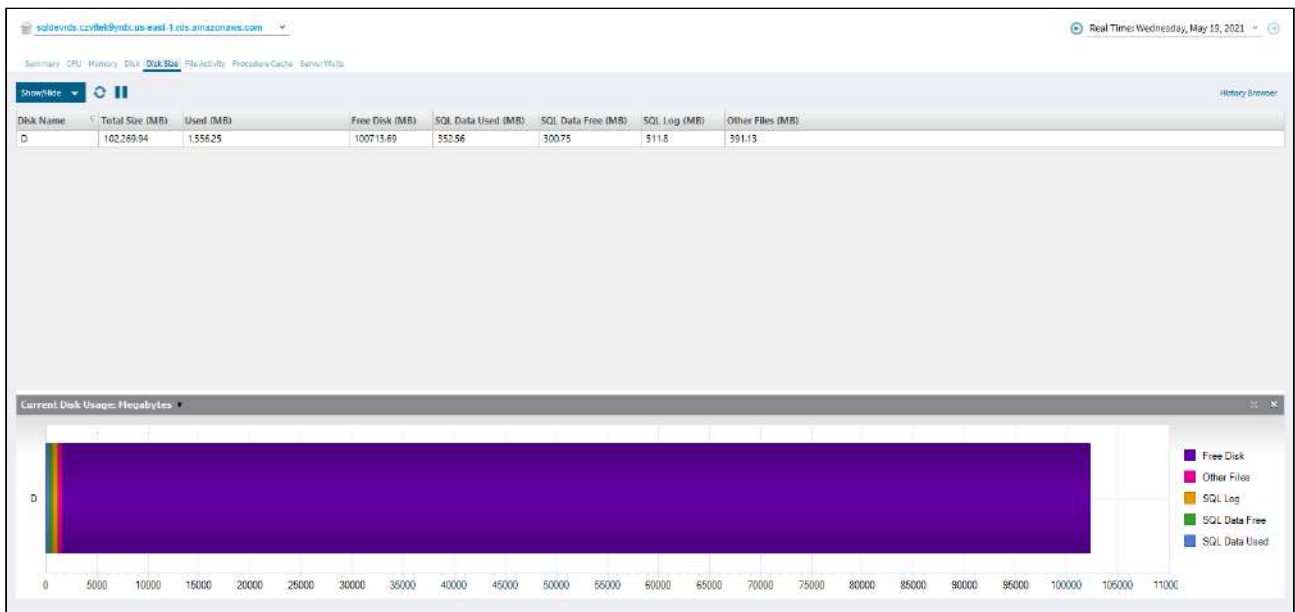 sqldevrds.czvitek9yrdx.us-east-1.rds.amazonaws.com
Real Time: Wednesday, May 19, 2021
Summary CPU Memory Disk Disk Size File Activity Procedure Cache Server Waits
Show/Hide
History Browser
Disk Name Total Size (MB) Used (MB) Free Disk (MB) SQL Data Used (MB) SQL Data Free (MB) SQL Log (MB) Other Files (MB)
D 102,269.94 1,556.25 100713.69 352.56 300.75 511.8 391.13
Current Disk Usage: Megabytes
Free Disk
Other Files
SQL Log
SQL Data Free
SQL Data Used
D
0 5000 10000 15000 20000 25000 30000 35000 40000 45000 50000 55000 60000 65000 70000 75000 80000 85000 90000 95000 100000 105000 11000